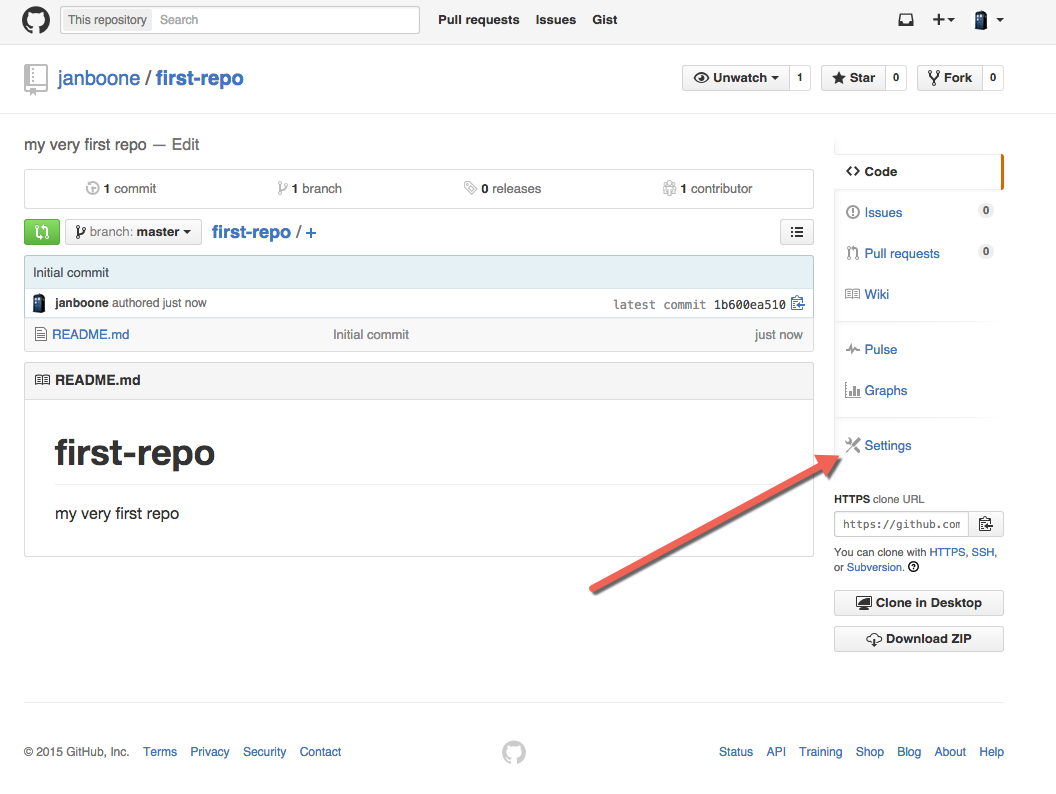 This repository Search Pull requests Issues Gist
janboone / first-repo Unwatch 1 Star 0 Fork 0
my very first repo — Edit
1 commit 1 branch 0 releases 1 contributor
branch: master first-repo / +
Initial commit
janboone authored just now latest commit 1b600ea510
README.md Initial commit just now
README.md
first-repo
my very first repo
Code
Issues 0
Pull requests 0
Wiki
Pulse
Graphs
Settings
HTTPS clone URL
https://github.com
You can clone with HTTPS, SSH,
or Subversion.
Clone in Desktop
Download ZIP
© 2015 GitHub, Inc. Terms Privacy Security Contact Status API Training Shop Blog About Help